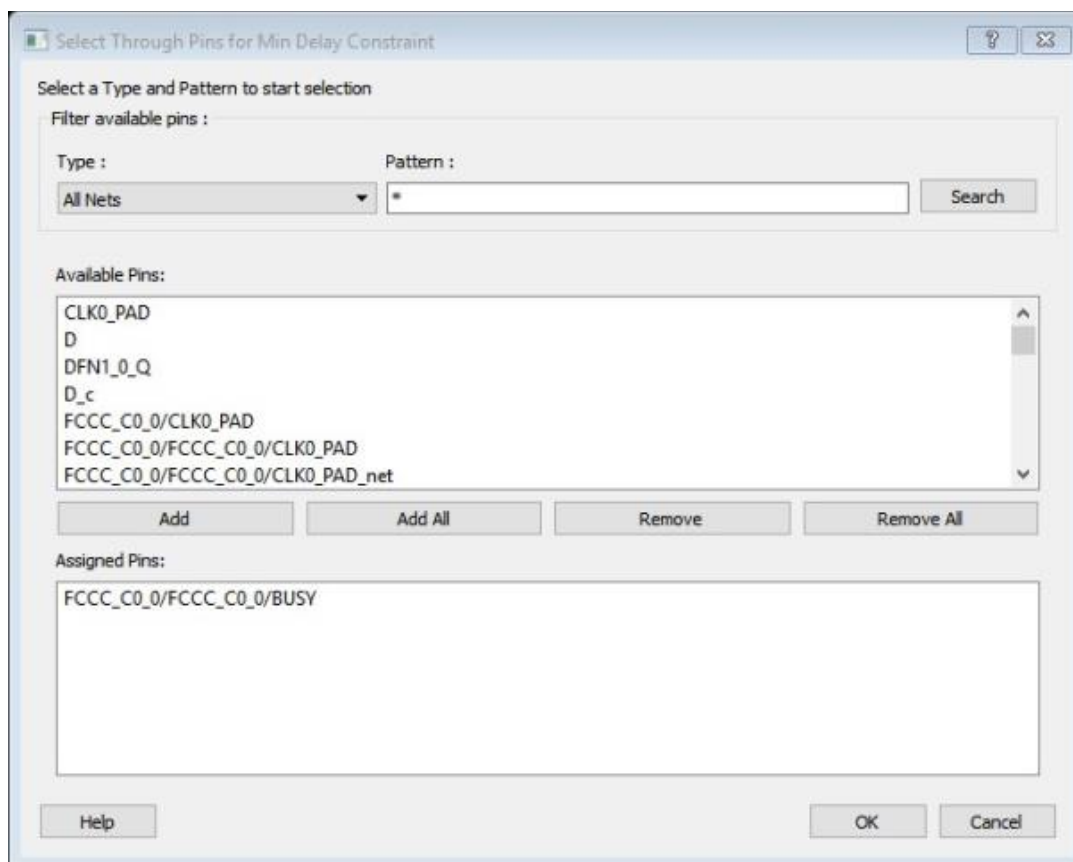 Select Through Pins for Min Delay Constraint
Select a Type and Pattern to start selection
Filter available pins :
Type : Pattern :
All Nets * Search
Available Pins:
CLK0_PAD
D
DFN1_0_Q
D_c
FCCC_C0_0/CLK0_PAD
FCCC_C0_0/FCCC_C0_0/CLK0_PAD
FCCC_C0_0/FCCC_C0_0/CLK0_PAD_net
Add Add All Remove Remove All
Assigned Pins:
FCCC_C0_0/FCCC_C0_0/BUSY
Help OK Cancel